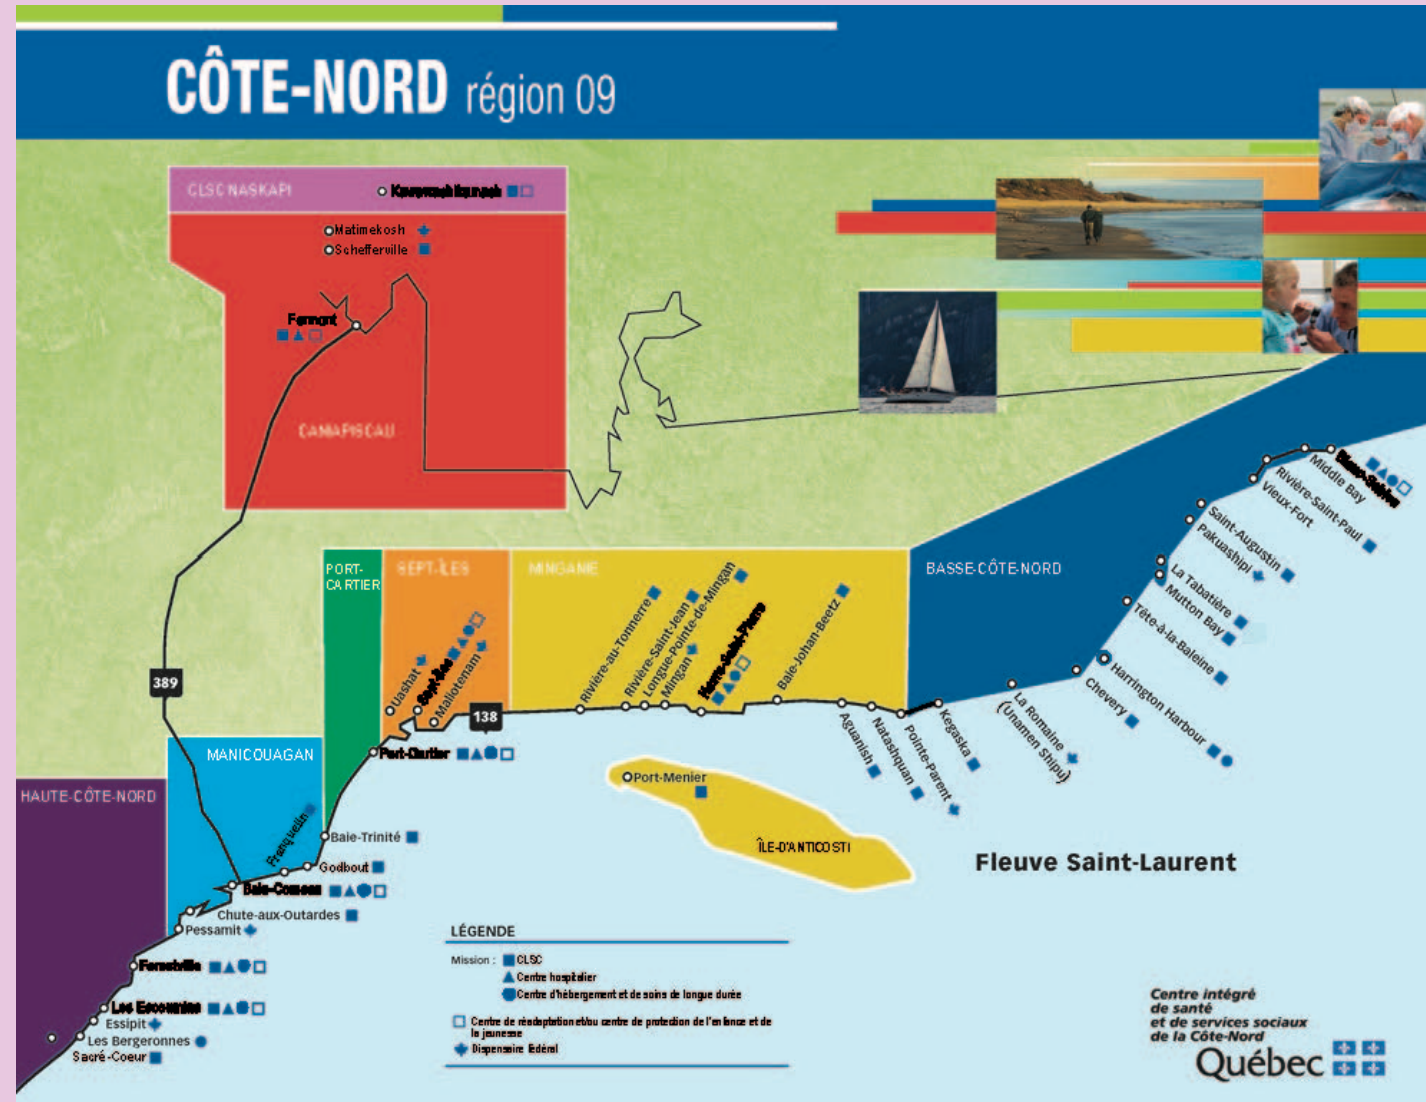 CÔTE-NORD région 09
CLSC NASKAPI
Kawawachikamach
Matimekosh
Schefferville
Fermont
CANIAPISCAU
389
138
PORT-
CARTIER
SEPT-ÎLES
MINGANIE
BASSE-CÔTE-NORD
MANICOUAGAN
HAUTE-CÔTE-NORD
Uashat
Sept-Îles
Maliotenam
Rivière-au-Tonnerre
Rivière-Saint-Jean
Longue-Pointe-de-Mingan
Mingan
Havre-Saint-Pierre
Baie-Johan-Beetz
Aguanish
Natashquan
Pointe-Parent
Kegaska
La Romaine
(Unamen Shipu)
Chevery
Harrington Harbour
Tête-à-la-Baleine
Mutton Bay
La Tabatière
Pakuashipi
Saint-Augustin
Vieux-Fort
Rivière-Saint-Paul
Middle Bay
Blanc-Sablon
Port-Cartier
Port-Menier
ÎLE-D'ANTICOSTI
Fleuve Saint-Laurent
Baie-Trinité
Franquelin
Godbout
Baie-Comeau
Chute-aux-Outardes
Pessamit
Forestville
Les Escoumins
Essipit
Les Bergeronnes
Sacré-Coeur
LÉGENDE
Mission : CLSC
Centre hospitalier
Centre d'hébergement et de soins de longue durée
Centre de réadaptation et/ou centre de protection de l'enfance et de
la jeunesse
Dispensaire fédéral
Centre intégré
de santé
et de services sociaux
de la Côte-Nord
Québec